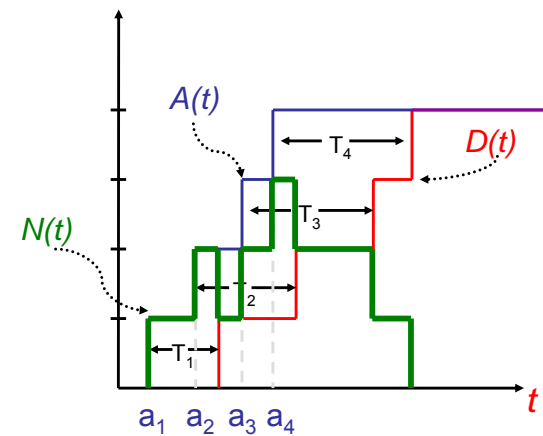 A(t)
T₄
D(t)
T₃
N(t)
T₂
T₁
t
a₁ a₂ a₃ a₄